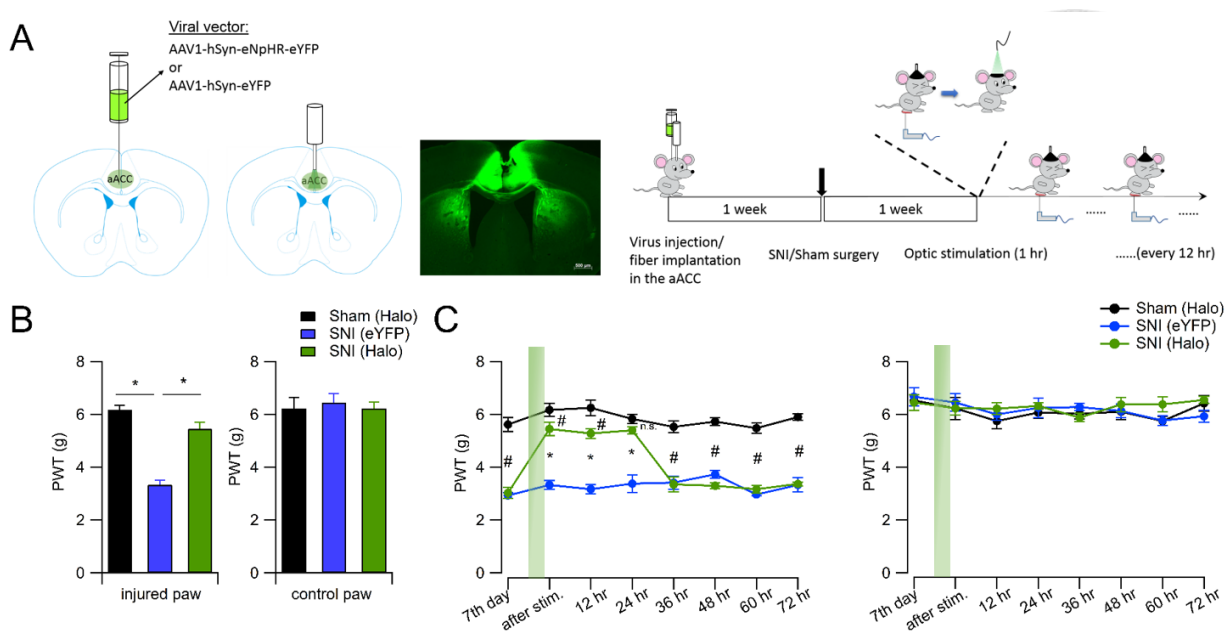 A
Viral vector:
AAV1-hSyn-eNpHR-eYFP
or
AAV1-hSyn-eYFP
aACC
aACC
500 µm
1 week
1 week
Virus injection/
fiber implantation
in the aACC
SNI/Sham surgery
Optic stimulation (1 hr)
......
......
......(every 12 hr)
B
Sham (Halo)
SNI (eYFP)
SNI (Halo)
PWT (g)
8
6
4
2
0
*
*
injured paw
PWT (g)
8
6
4
2
0
control paw
C
Sham (Halo)
SNI (eYFP)
SNI (Halo)
PWT (g)
8
6
4
2
0
# # n.s.
# * * * # # # #
7th day after stim. 12 hr 24 hr 36 hr 48 hr 60 hr 72 hr
PWT (g)
8
6
4
2
0
7th day after stim. 12 hr 24 hr 36 hr 48 hr 60 hr 72 hr